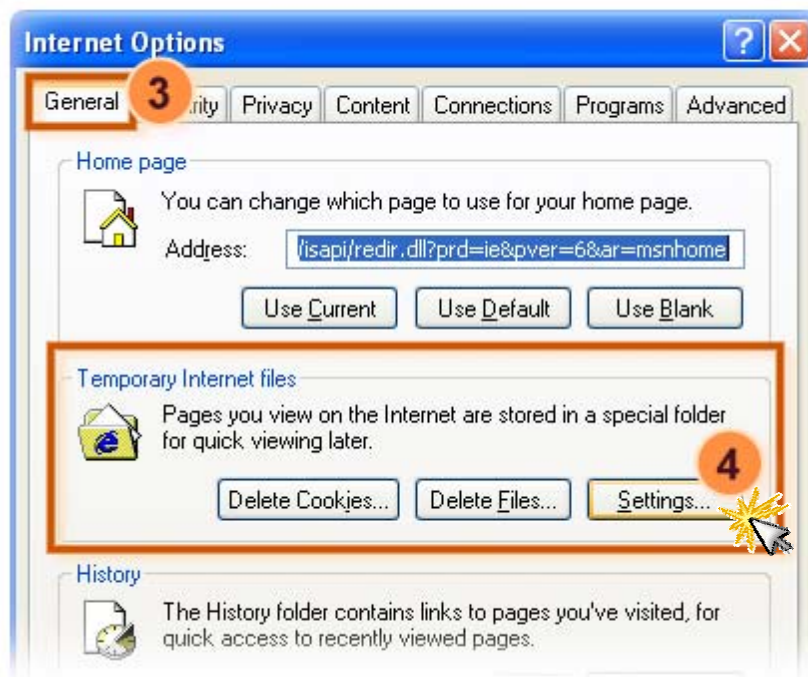 Internet Options
General 3 rity Privacy Content Connections Programs Advanced
Home page
You can change which page to use for your home page.
Address: /isapi/redir.dll?prd=ie&pver=6&ar=msnhome
Use Current Use Default Use Blank
Temporary Internet files
Pages you view on the Internet are stored in a special folder
for quick viewing later.
4
Delete Cookies... Delete Files... Settings...
History
The History folder contains links to pages you've visited, for
quick access to recently viewed pages.